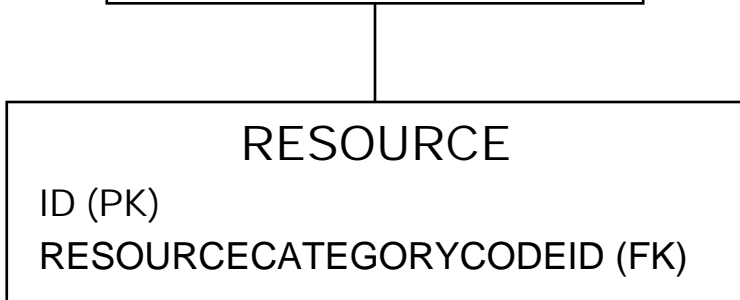 RESOURCE
ID (PK)
RESOURCECATEGORYCODEID (FK)